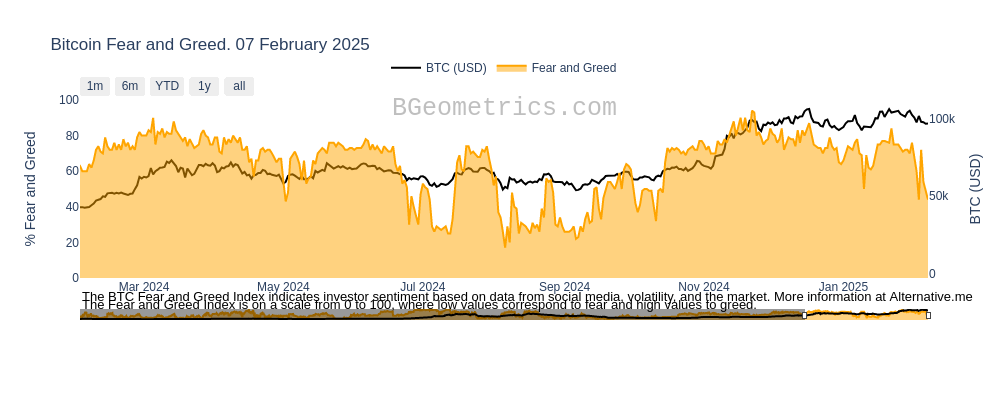 Bitcoin Fear and Greed. 07 February 2025
BTC (USD) Fear and Greed
1m 6m YTD 1y all
BGeometrics.com
100
80
60
40
20
0
% Fear and Greed
100k
50k
0
BTC (USD)
Mar 2024 May 2024 Jul 2024 Sep 2024 Nov 2024 Jan 2025
The BTC Fear and Greed Index indicates investor sentiment based on data from social media, volatility, and the market. More information at Alternative.me
The Fear and Greed Index is on a scale from 0 to 100, where low values correspond to fear and high values to greed.